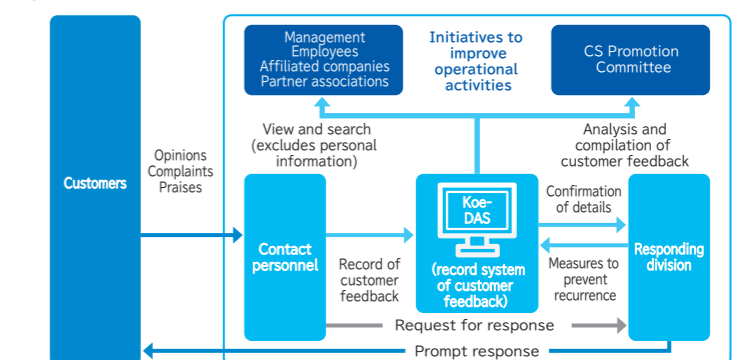 Management
Employees
Affiliated companies
Partner associations
Initiatives to
improve
operational
activities
CS Promotion
Committee
View and search
(excludes personal
information)
Analysis and
compilation of
customer feedback
Customers
Opinions
Complaints
Praises
Contact
personnel
Record of
customer
feedback
Koe-
DAS
(record system
of customer
feedback)
Confirmation
of details
Measures to
prevent
recurrence
Responding
division
Request for response
Prompt response